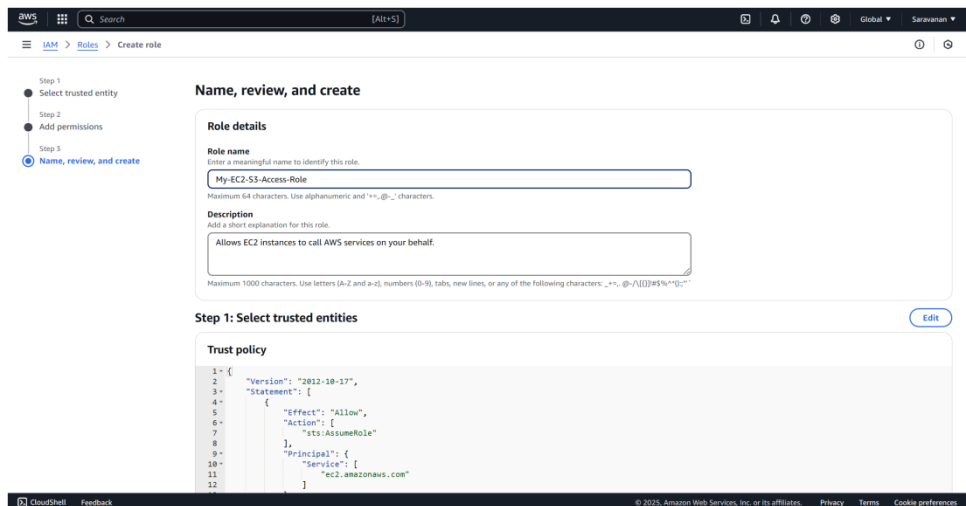 aws
Search [Alt+S]
Global ▼ Saravanan ▼
IAM > Roles > Create role
Step 1
Select trusted entity
Step 2
Add permissions
Step 3
Name, review, and create
Name, review, and create
Role details
Role name
Enter a meaningful name to identify this role.
My-EC2-S3-Access-Role
Maximum 64 characters. Use alphanumeric and '+=,.@-_' characters.
Description
Add a short explanation for this role.
Allows EC2 instances to call AWS services on your behalf.
Maximum 1000 characters. Use letters (A-Z and a-z), numbers (0-9), tabs, new lines, or any of the following characters:
Step 1: Select trusted entities
Edit
Trust policy
1 {
2 "Version": "2012-10-17",
3 "Statement": [
4 {
5 "Effect": "Allow",
6 "Action": [
7 "sts:AssumeRole"
8 ],
9 "Principal": {
10 "Service": [
11 "ec2.amazonaws.com"
12 ]
CloudShell Feedback © 2025, Amazon Web Services, Inc. or its affiliates. Privacy Terms Cookie preferences